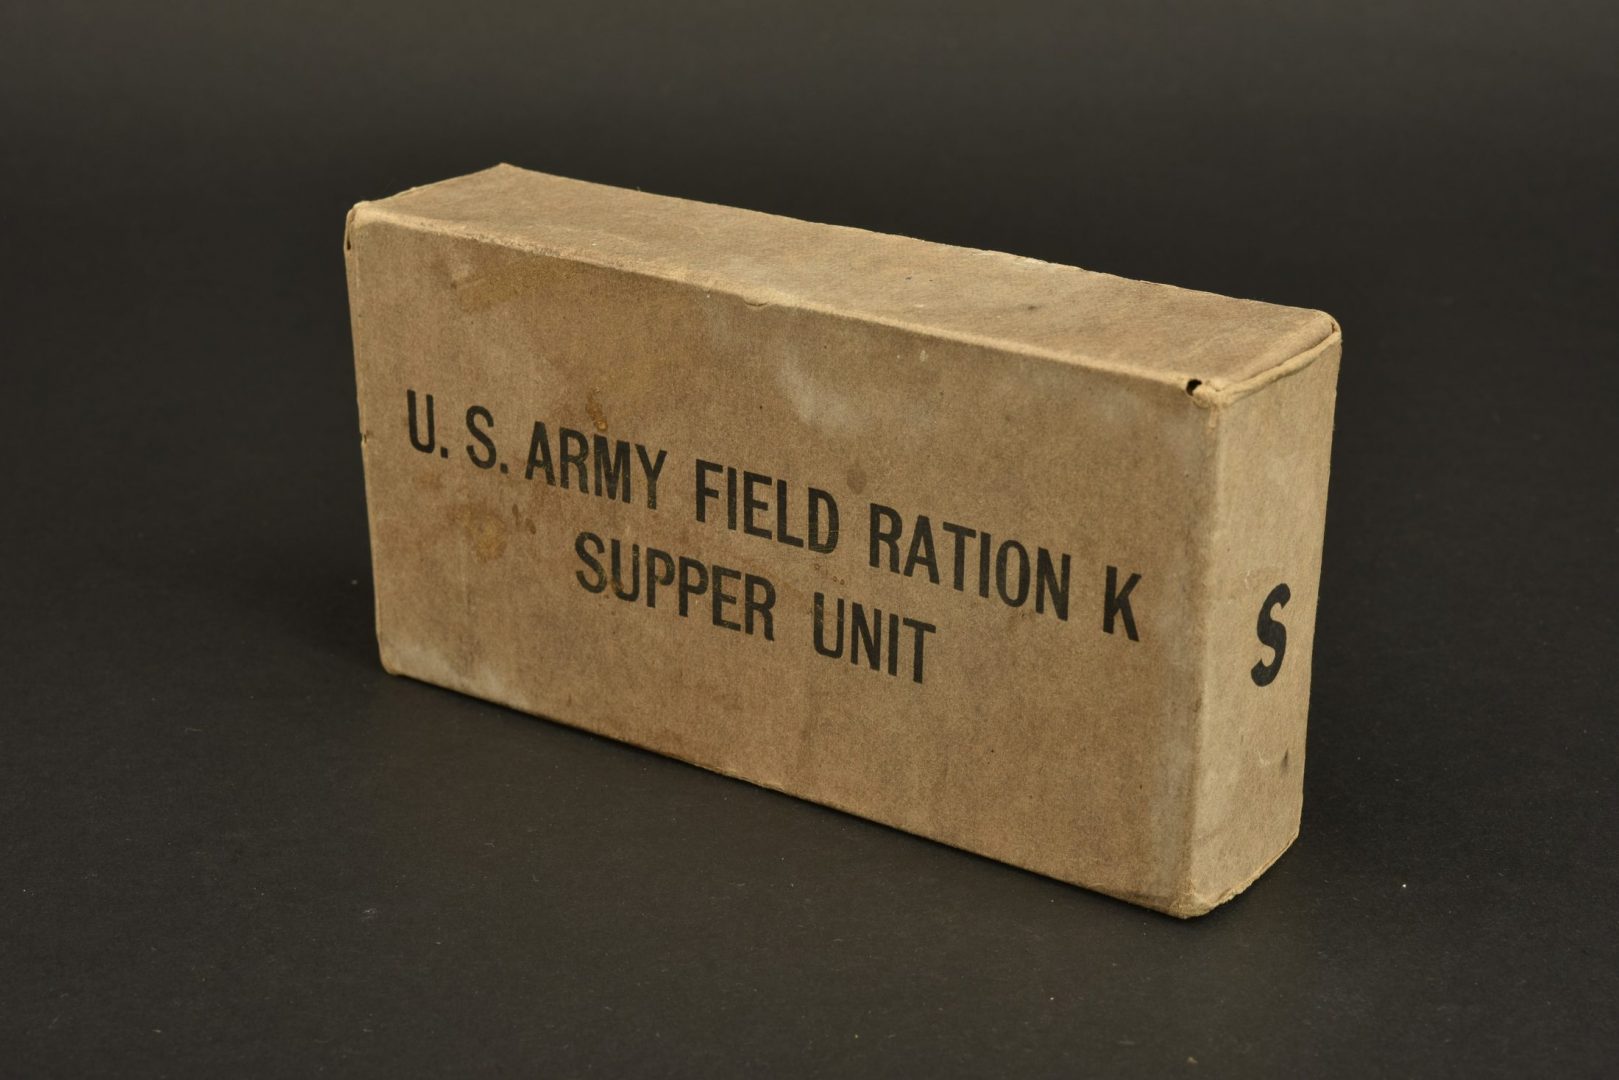 U. S. ARMY FIELD RATION K
SUPPER UNIT
S